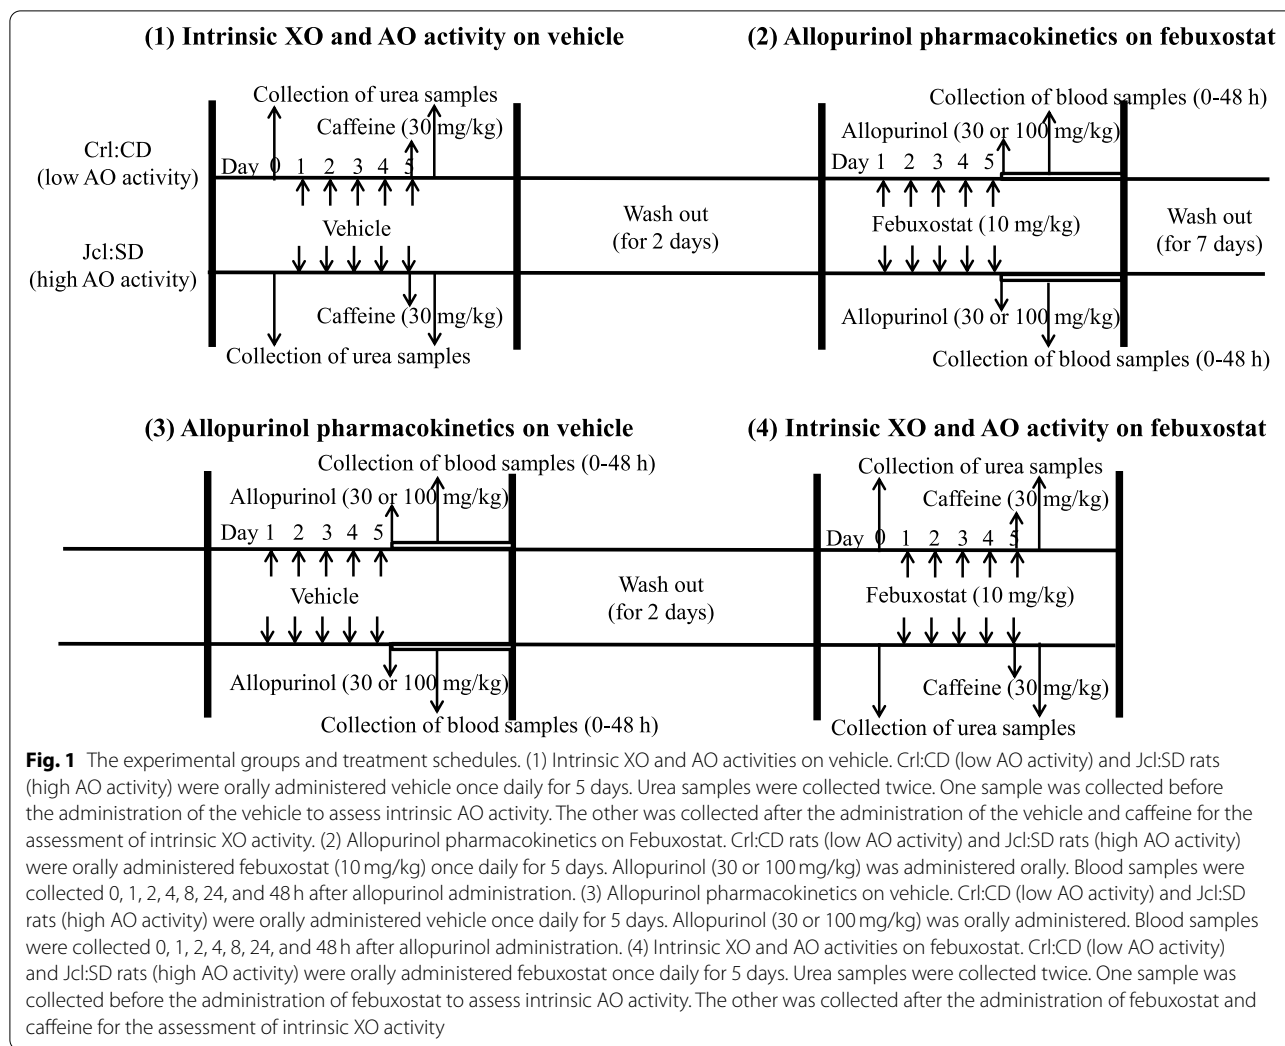 (1) Intrinsic XO and AO activity on vehicle
(2) Allopurinol pharmacokinetics on febuxostat
Collection of urea samples
Caffeine (30 mg/kg)
Crl:CD
(low AO activity)
Day 0 1 2 3 4 5
Vehicle
Jcl:SD
(high AO activity)
Caffeine (30 mg/kg)
Collection of urea samples
Wash out
(for 2 days)
Collection of blood samples (0-48 h)
Allopurinol (30 or 100 mg/kg)
Day 1 2 3 4 5
Febuxostat (10 mg/kg)
Allopurinol (30 or 100 mg/kg)
Collection of blood samples (0-48 h)
Wash out
(for 7 days)
(3) Allopurinol pharmacokinetics on vehicle
(4) Intrinsic XO and AO activity on febuxostat
Collection of blood samples (0-48 h)
Allopurinol (30 or 100 mg/kg)
Day 1 2 3 4 5
Vehicle
Allopurinol (30 or 100 mg/kg)
Collection of blood samples (0-48 h)
Wash out
(for 2 days)
Collection of urea samples
Caffeine (30 mg/kg)
Day 0 1 2 3 4 5
Febuxostat (10 mg/kg)
Caffeine (30 mg/kg)
Collection of urea samples
Fig. 1 The experimental groups and treatment schedules. (1) Intrinsic XO and AO activities on vehicle. Crl:CD (low AO activity) and Jcl:SD rats
(high AO activity) were orally administered vehicle once daily for 5 days. Urea samples were collected twice. One sample was collected before
the administration of the vehicle to assess intrinsic AO activity. The other was collected after the administration of the vehicle and caffeine for the
assessment of intrinsic XO activity. (2) Allopurinol pharmacokinetics on Febuxostat. Crl:CD rats (low AO activity) and Jcl:SD rats (high AO activity)
were orally administered febuxostat (10 mg/kg) once daily for 5 days. Allopurinol (30 or 100 mg/kg) was administered orally. Blood samples were
collected 0, 1, 2, 4, 8, 24, and 48 h after allopurinol administration. (3) Allopurinol pharmacokinetics on vehicle. Crl:CD (low AO activity) and Jcl:SD
rats (high AO activity) were orally administered vehicle once daily for 5 days. Allopurinol (30 or 100 mg/kg) was orally administered. Blood samples
were collected 0, 1, 2, 4, 8, 24, and 48 h after allopurinol administration. (4) Intrinsic XO and AO activities on febuxostat. Crl:CD (low AO activity)
and Jcl:SD rats (high AO activity) were orally administered febuxostat once daily for 5 days. Urea samples were collected twice. One sample was
collected before the administration of febuxostat to assess intrinsic AO activity. The other was collected after the administration of febuxostat and
caffeine for the assessment of intrinsic XO activity